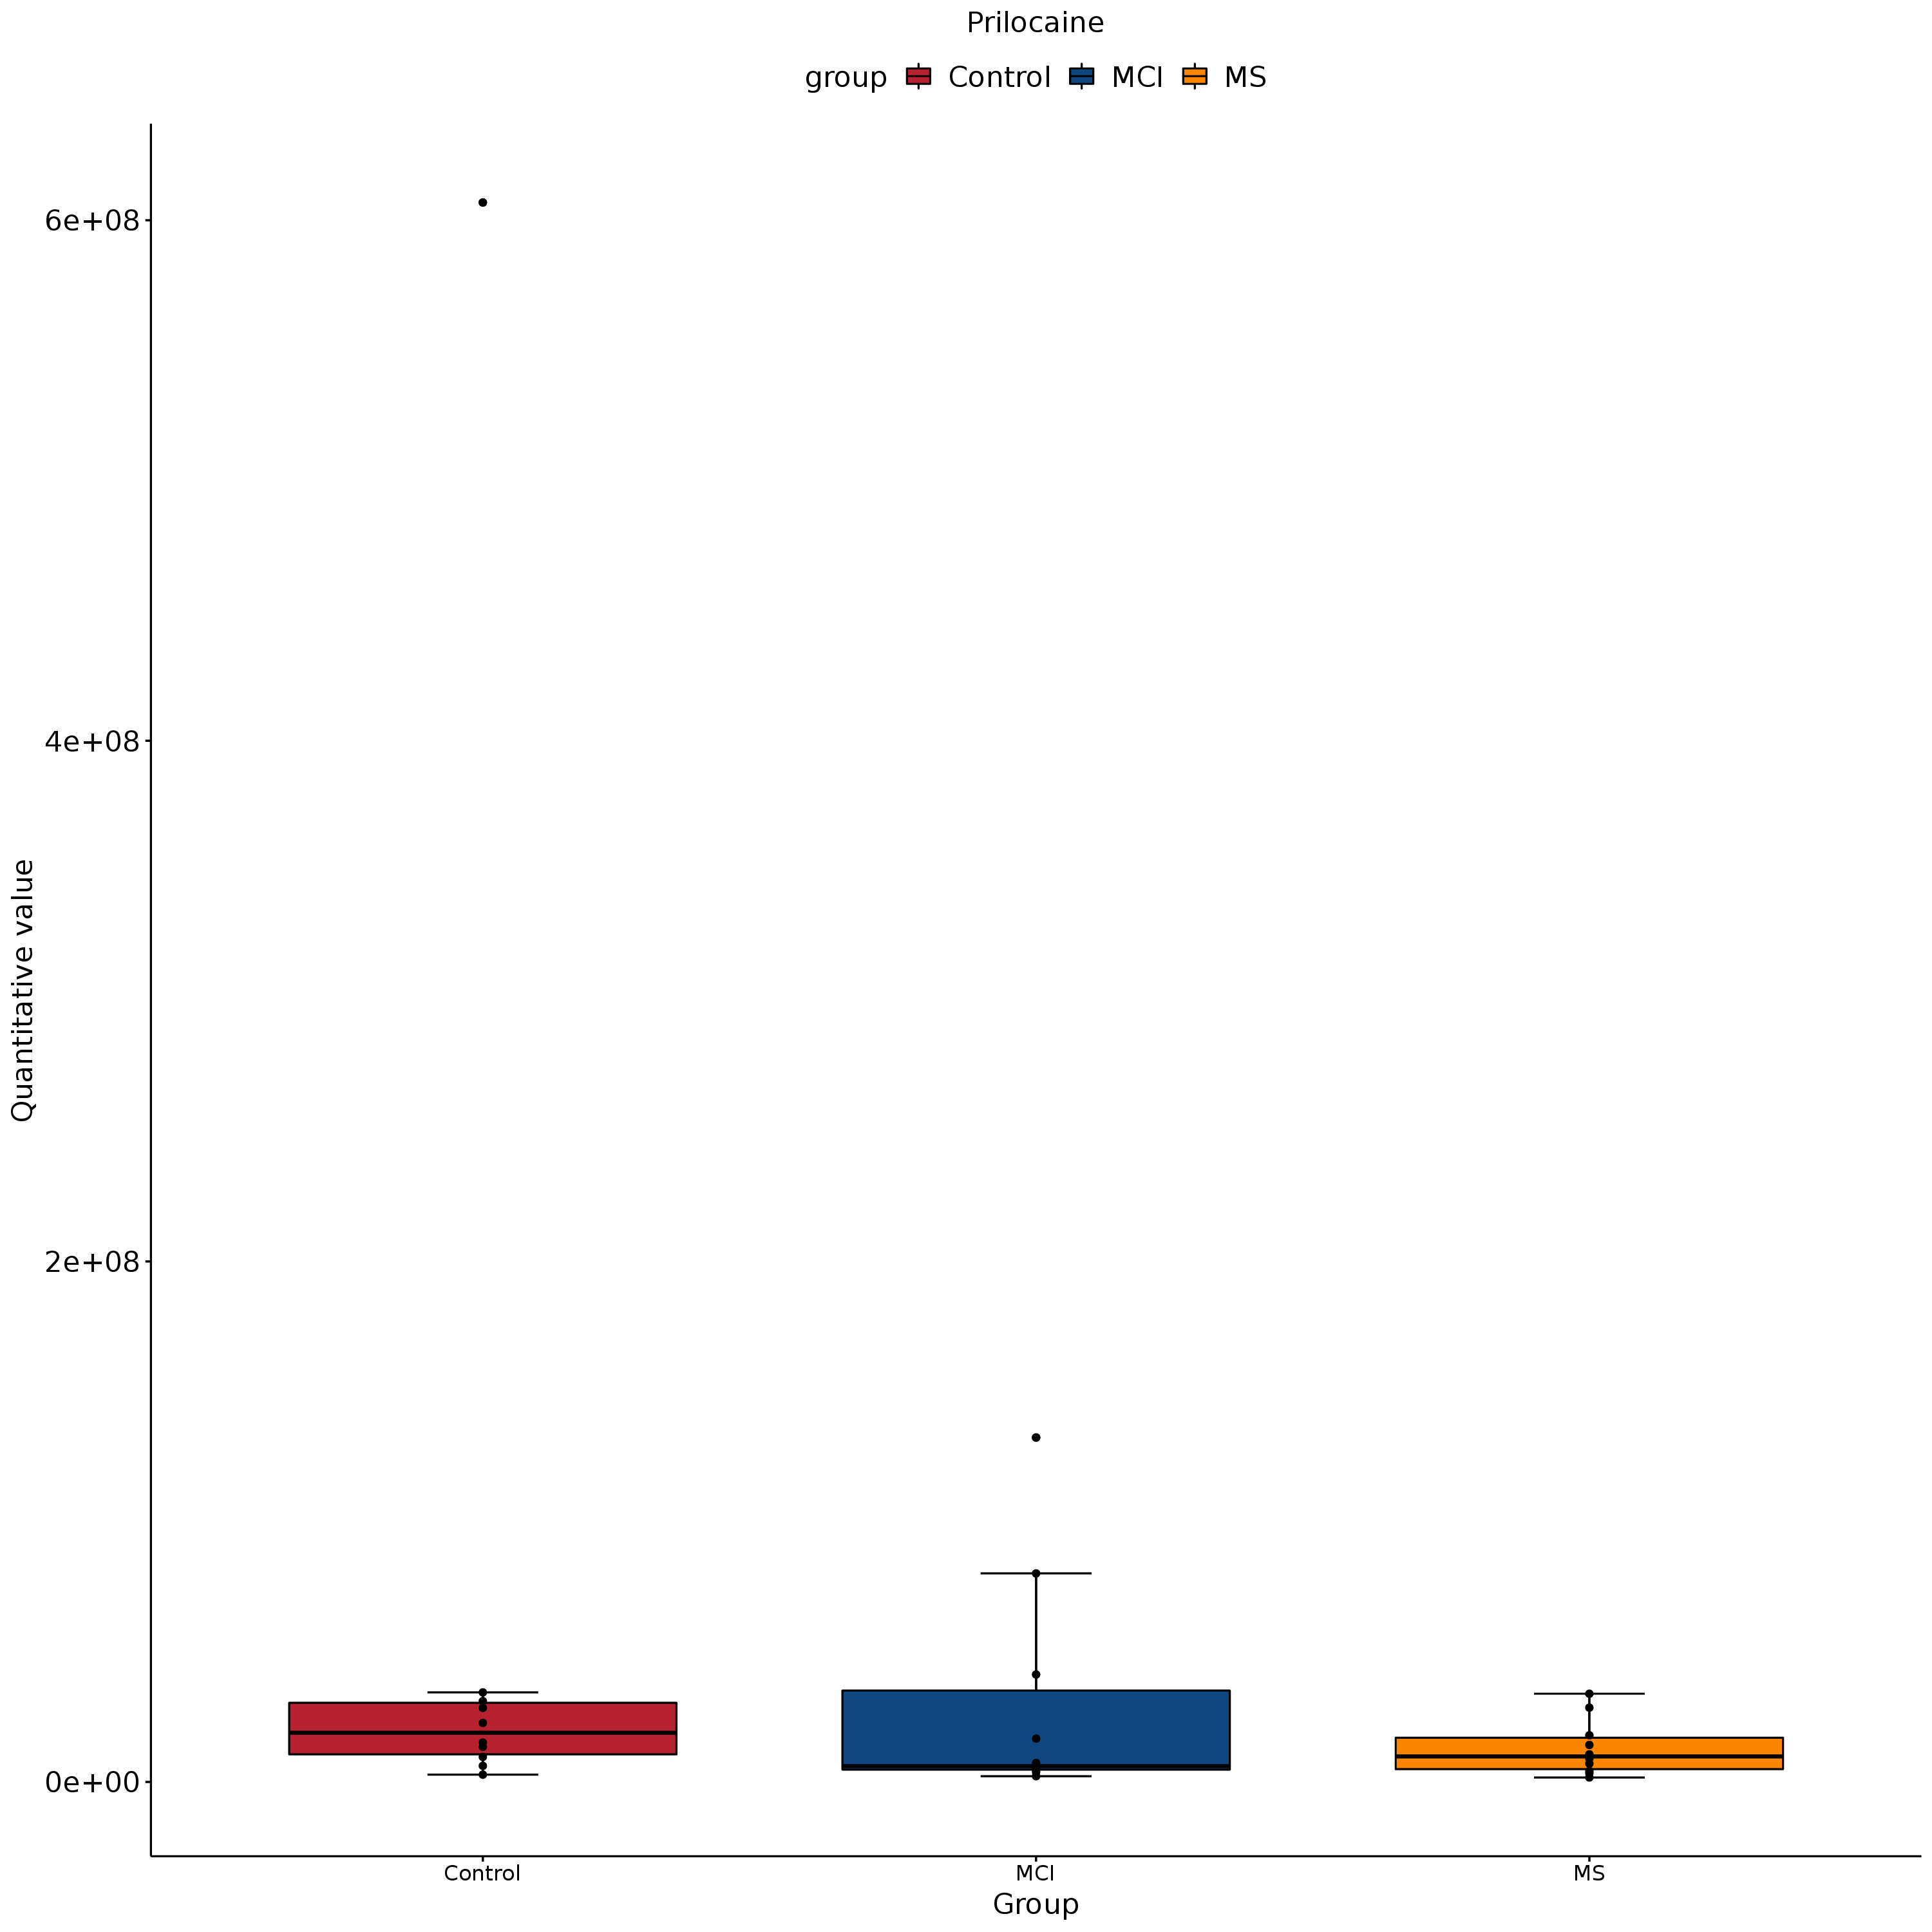 Prilocaine
group Control MCI MS
6e+08
4e+08
2e+08
0e+00
Quantitative value
Control MCI MS
Group